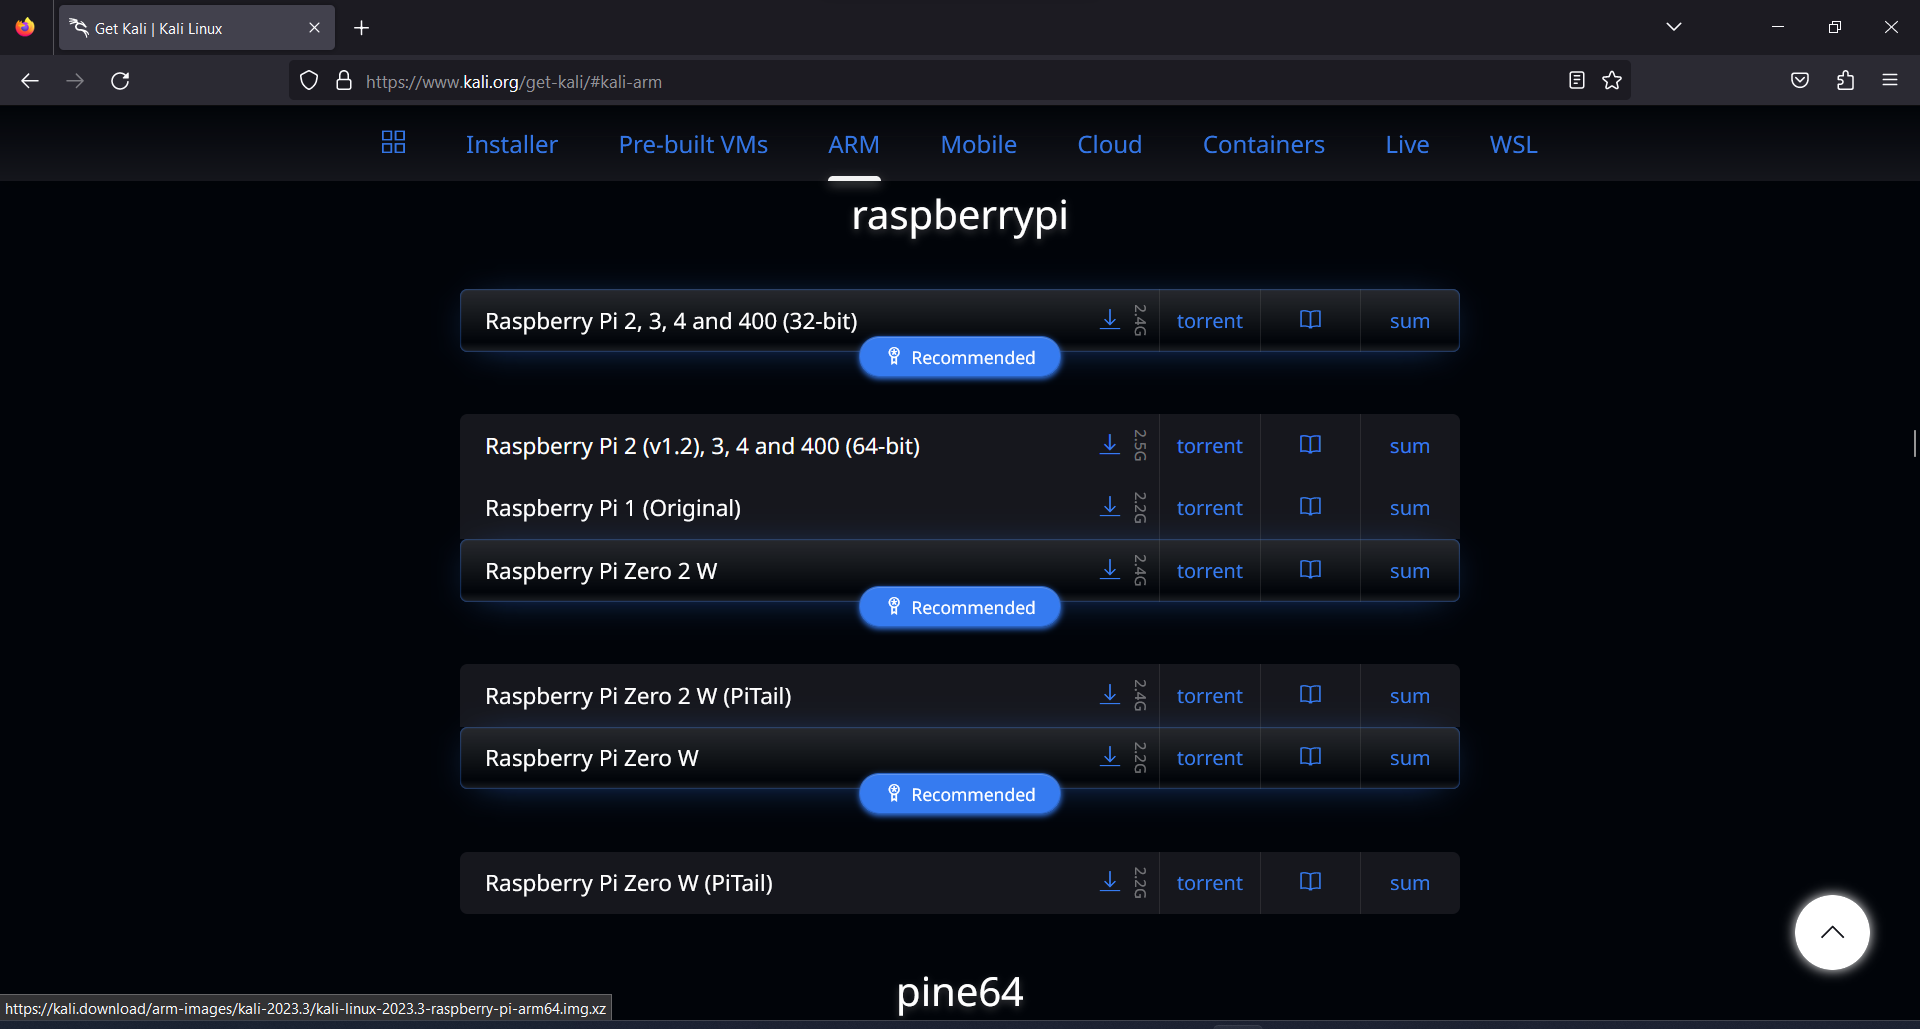 Get Kali | Kali Linux
https://www.kali.org/get-kali/#kali-arm
Installer Pre-built VMs ARM Mobile Cloud Containers Live WSL
raspberrypi
Raspberry Pi 2, 3, 4 and 400 (32-bit) 2.4G torrent sum
Recommended
Raspberry Pi 2 (v1.2), 3, 4 and 400 (64-bit) 2.5G torrent sum
Raspberry Pi 1 (Original) 2.2G torrent sum
Raspberry Pi Zero 2 W 2.4G torrent sum
Recommended
Raspberry Pi Zero 2 W (PiTail) 2.4G torrent sum
Raspberry Pi Zero W 2.2G torrent sum
Recommended
Raspberry Pi Zero W (PiTail) 2.2G torrent sum
pine64
https://kali.download/arm-images/kali-2023.3/kali-linux-2023.3-raspberry-pi-arm64.img.xz